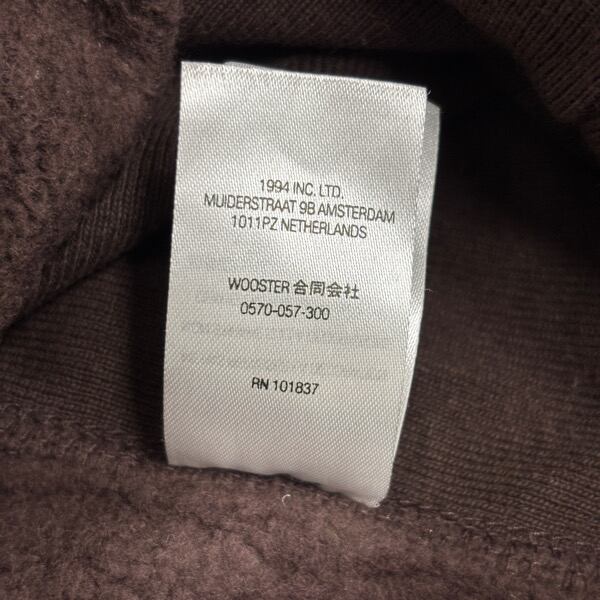 1994 INC. LTD.
MUIDERSTRAAT 9B AMSTERDAM
1011PZ NETHERLANDS
WOOSTER 合同会社
0570-057-300
RN 101837